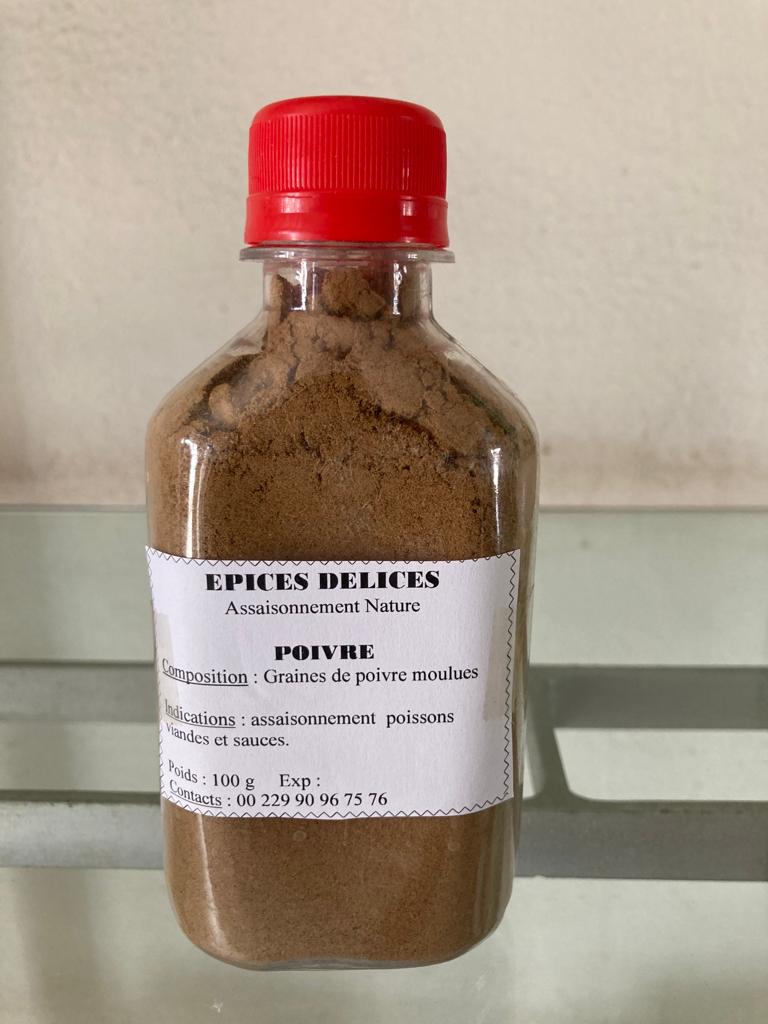 EPICES DELICES
Assaisonnement Nature
POIVRE
Composition : Graines de poivre moulues
Indications : assaisonnement poissons
viandes et sauces.
Poids : 100 g Exp :
Contacts : 00 229 90 96 75 76